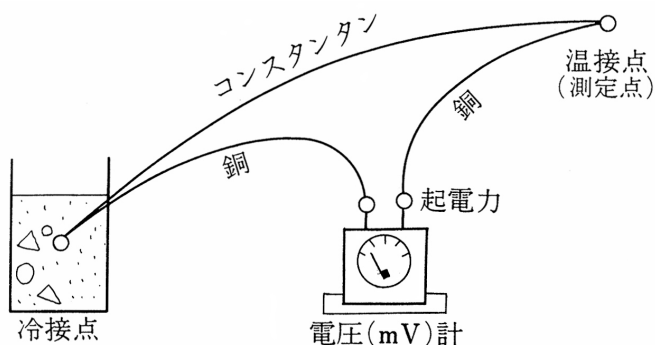 コンスタンタン
温接点
(測定点)
銅
銅
起電力
冷接点
電圧(mV)計